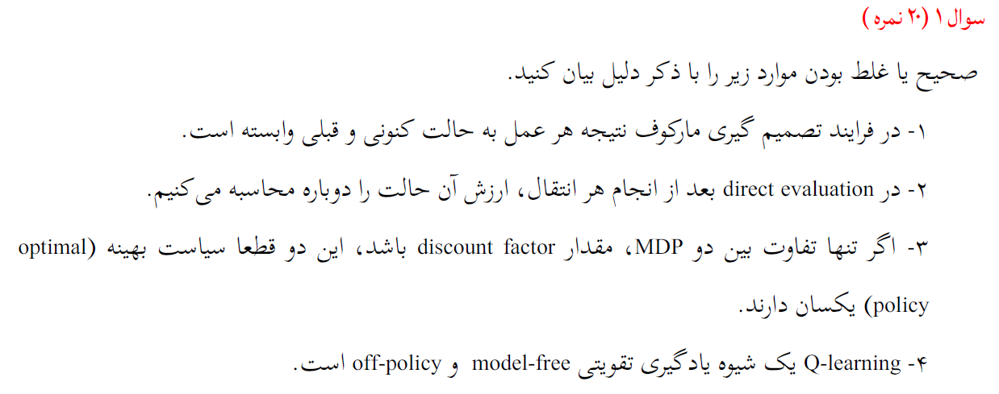 سوال ۱ (۲۰ نمره )
صحیح یا غلط بودن موارد زیر را با ذکر دلیل بیان کنید.
۱- در فرایند تصمیم گیری مارکوف نتیجه هر عمل به حالت کنونی و قبلی وابسته است.
۲- در direct evaluation بعد از انجام هر انتقال، ارزش آن حالت را دوباره محاسبه می‌کنیم.
۳- اگر تنها تفاوت بین دو MDP، مقدار discount factor باشد، این دو قطعا سیاست بهینه (optimal
policy) یکسان دارند.
۴- Q-learning یک شیوه یادگیری تقویتی model-free و off-policy است.